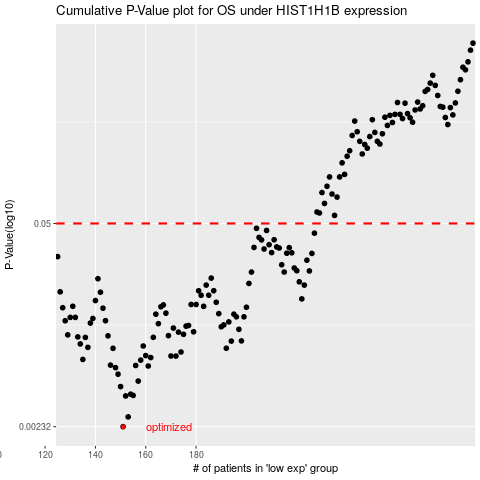 Cumulative P-Value plot for OS under HIST1H1B expression
P-Value(log10)
0.05
0.00232
optimized
0 120 140 160 180
# of patients in 'low exp' group